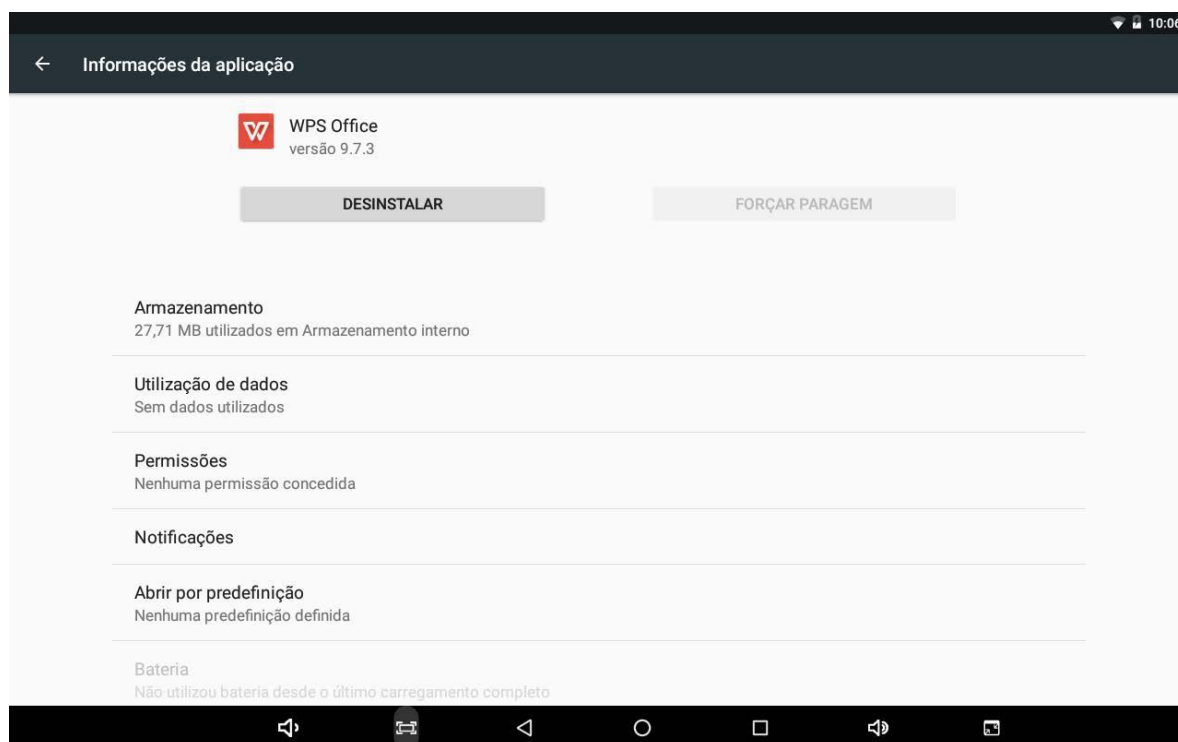 10:06
Informações da aplicação
WPS Office
versão 9.7.3
DESINSTALAR
FORÇAR PARAGEM
Armazenamento
27,71 MB utilizados em Armazenamento interno
Utilização de dados
Sem dados utilizados
Permissões
Nenhuma permissão concedida
Notificações
Abrir por predefinição
Nenhuma predefinição definida
Bateria
Não utilizou bateria desde o último carregamento completo